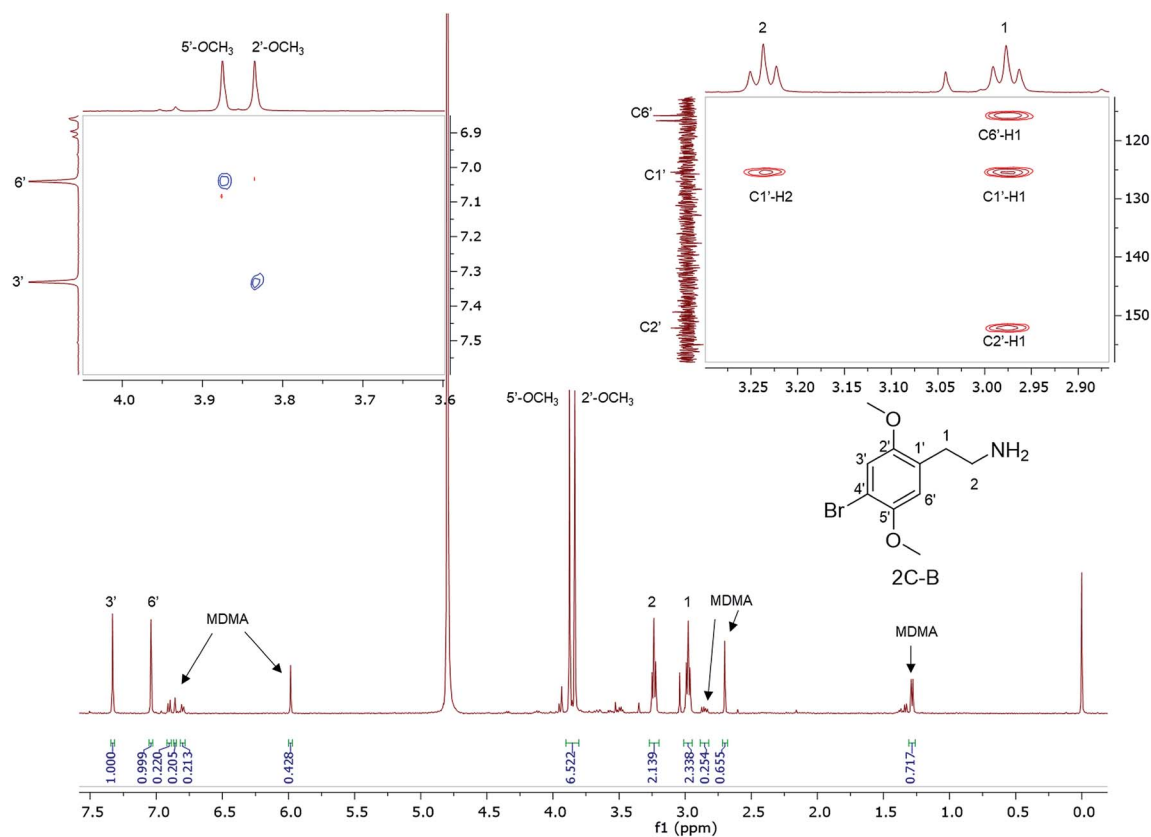 5'-OCH3 2'-OCH3
6'
3'
6.9
7.0
7.1
7.2
7.3
7.4
7.5
4.0 3.9 3.8 3.7 3.6
2 1
C6'
C1'
C2'
C6'-H1
C1'-H2 C1'-H1
C2'-H1
120
130
140
150
3.25 3.20 3.15 3.10 3.05 3.00 2.95 2.90
5'-OCH3 2'-OCH3
O
2' 1' 1 NH2
3' 2
4' 6'
Br 5'
O
2C-B
3' 6' MDMA 2 1 MDMA MDMA
1.000 0.999 0.220 0.205 0.213 0.428 6.522 2.139 2.338 0.254 0.655 0.717
7.5 7.0 6.5 6.0 5.5 5.0 4.5 4.0 3.5 3.0 2.5 2.0 1.5 1.0 0.5 0.0
f1 (ppm)